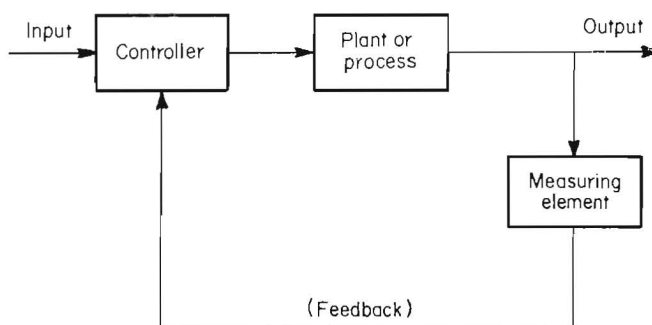 Input
Controller
Plant or
process
Output
Measuring
element
(Feedback)